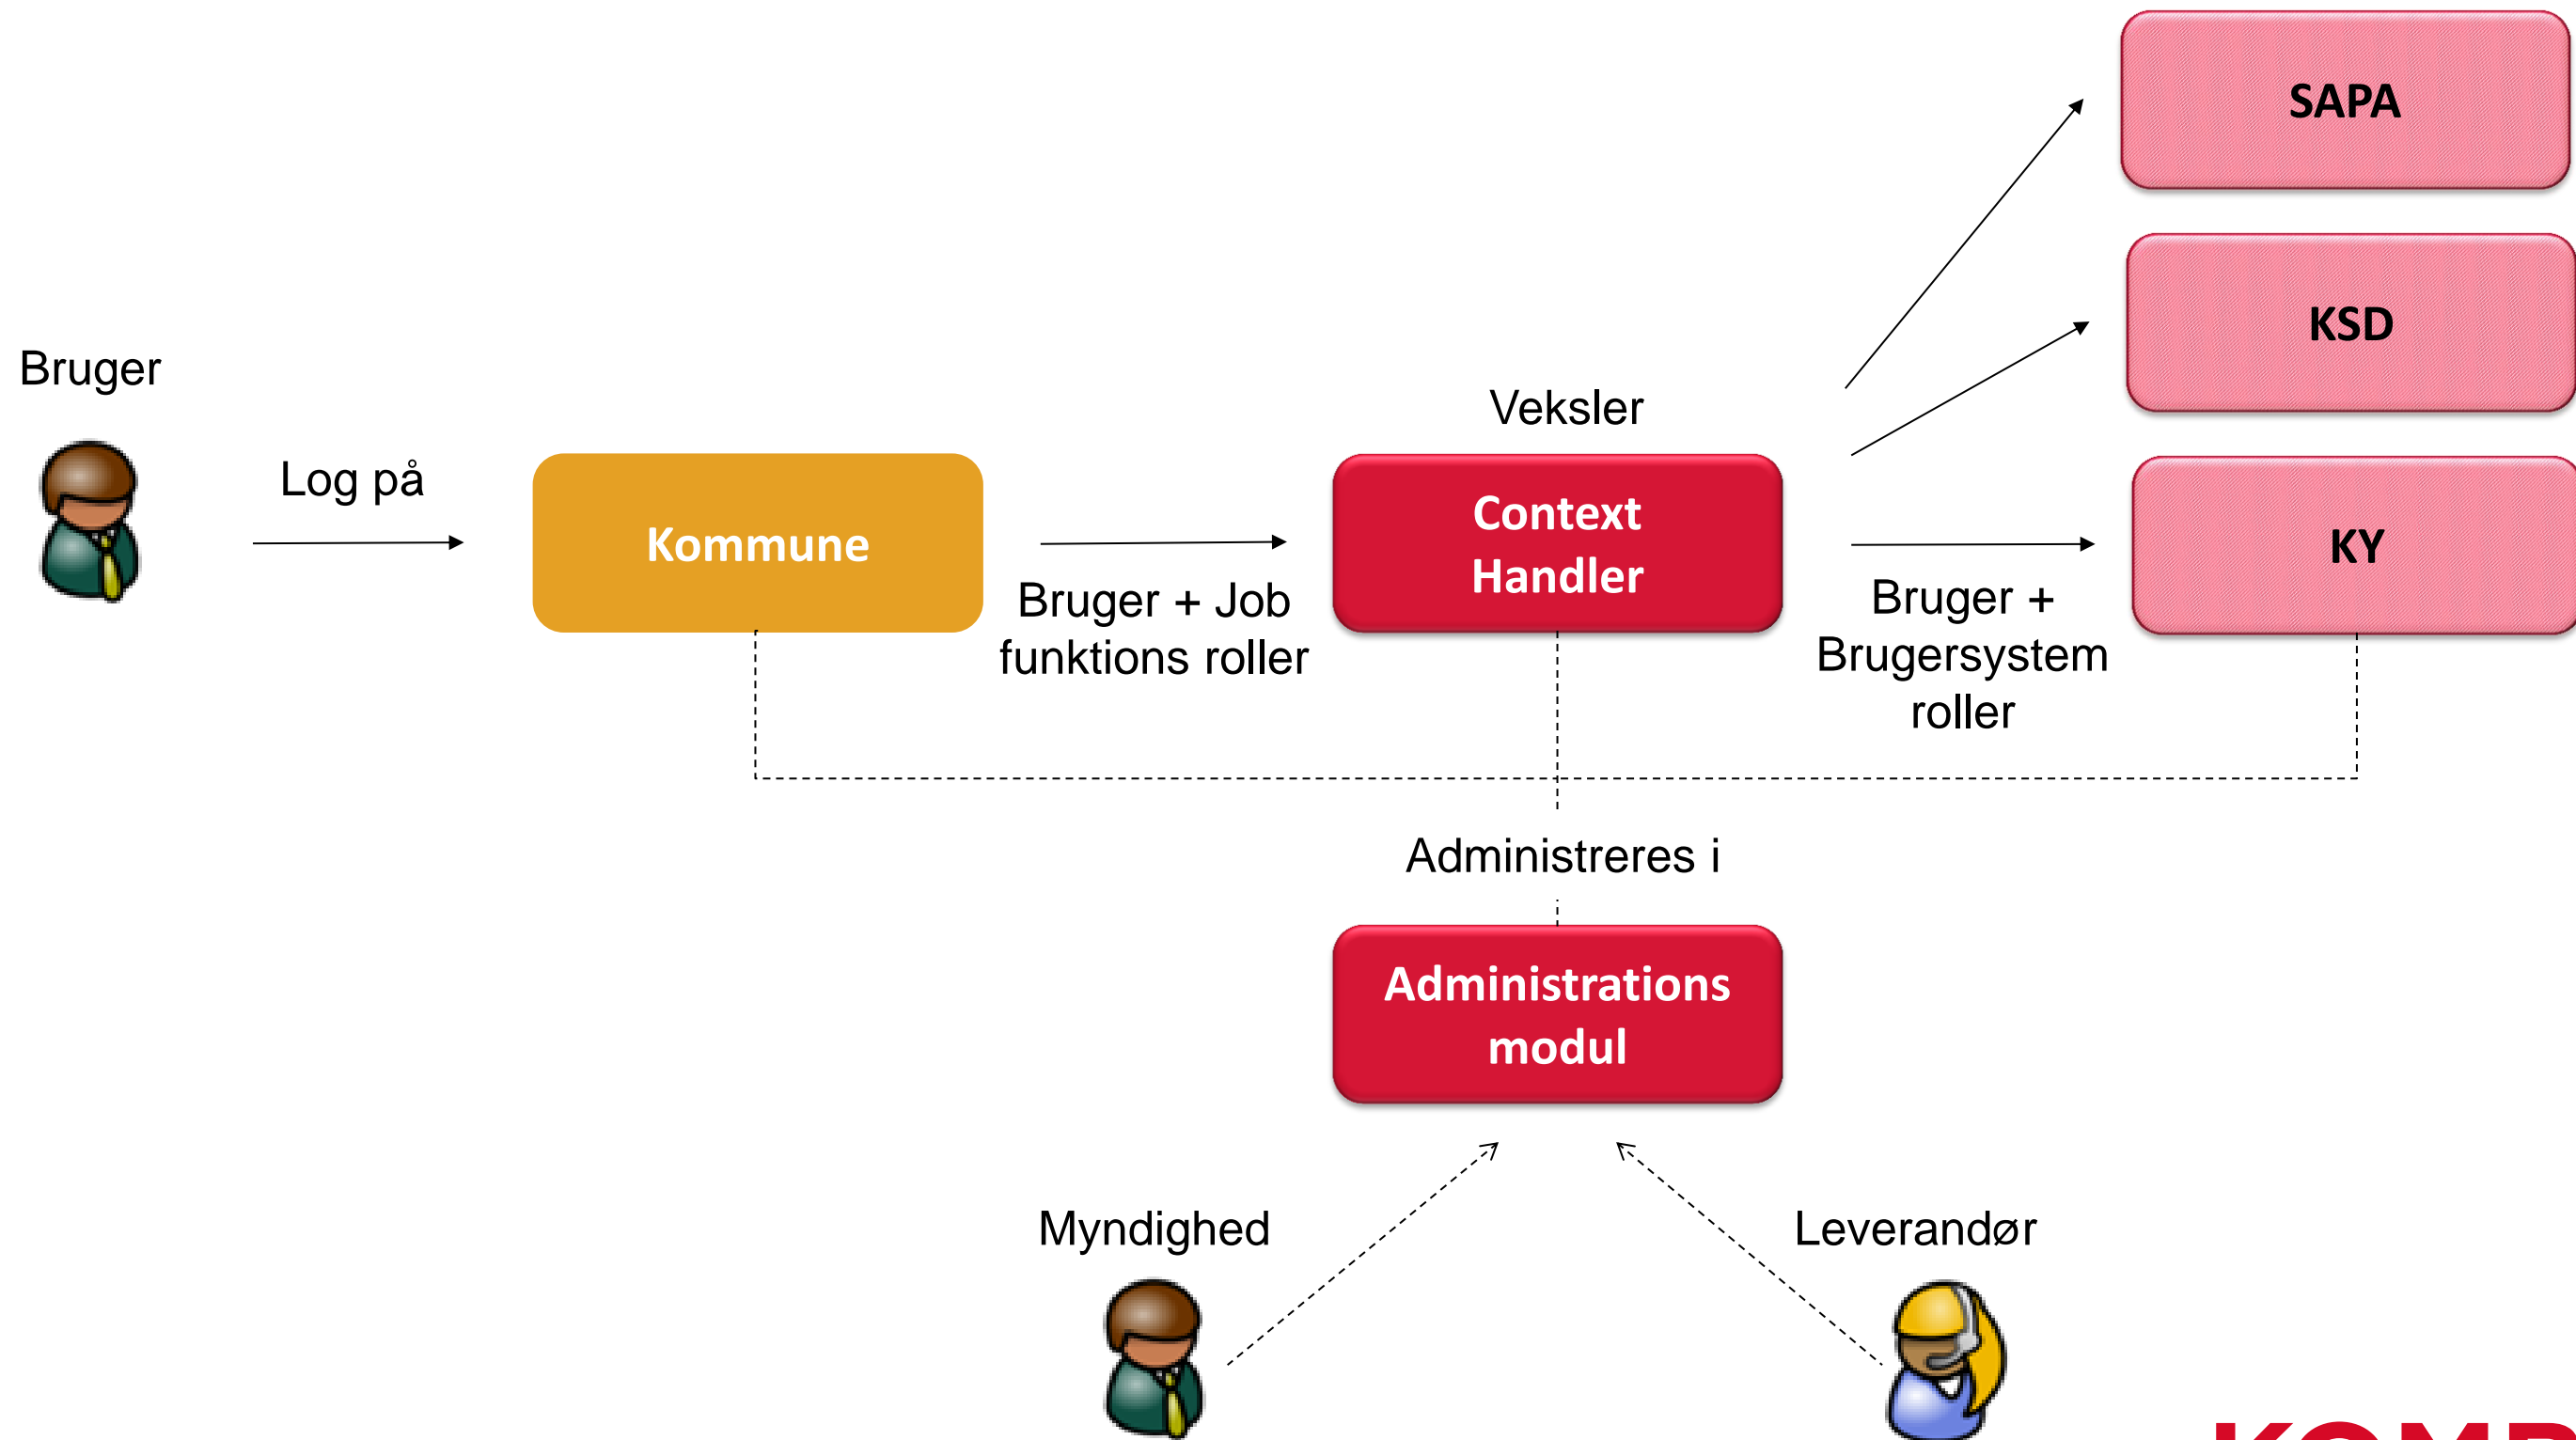 SAPA
KSD
Bruger
Veksler
Log på
Kommune
Context
Handler
KY
Bruger + Job
funktions roller
Bruger +
Brugersystem
roller
Administreres i
Administrations
modul
Myndighed
Leverandør